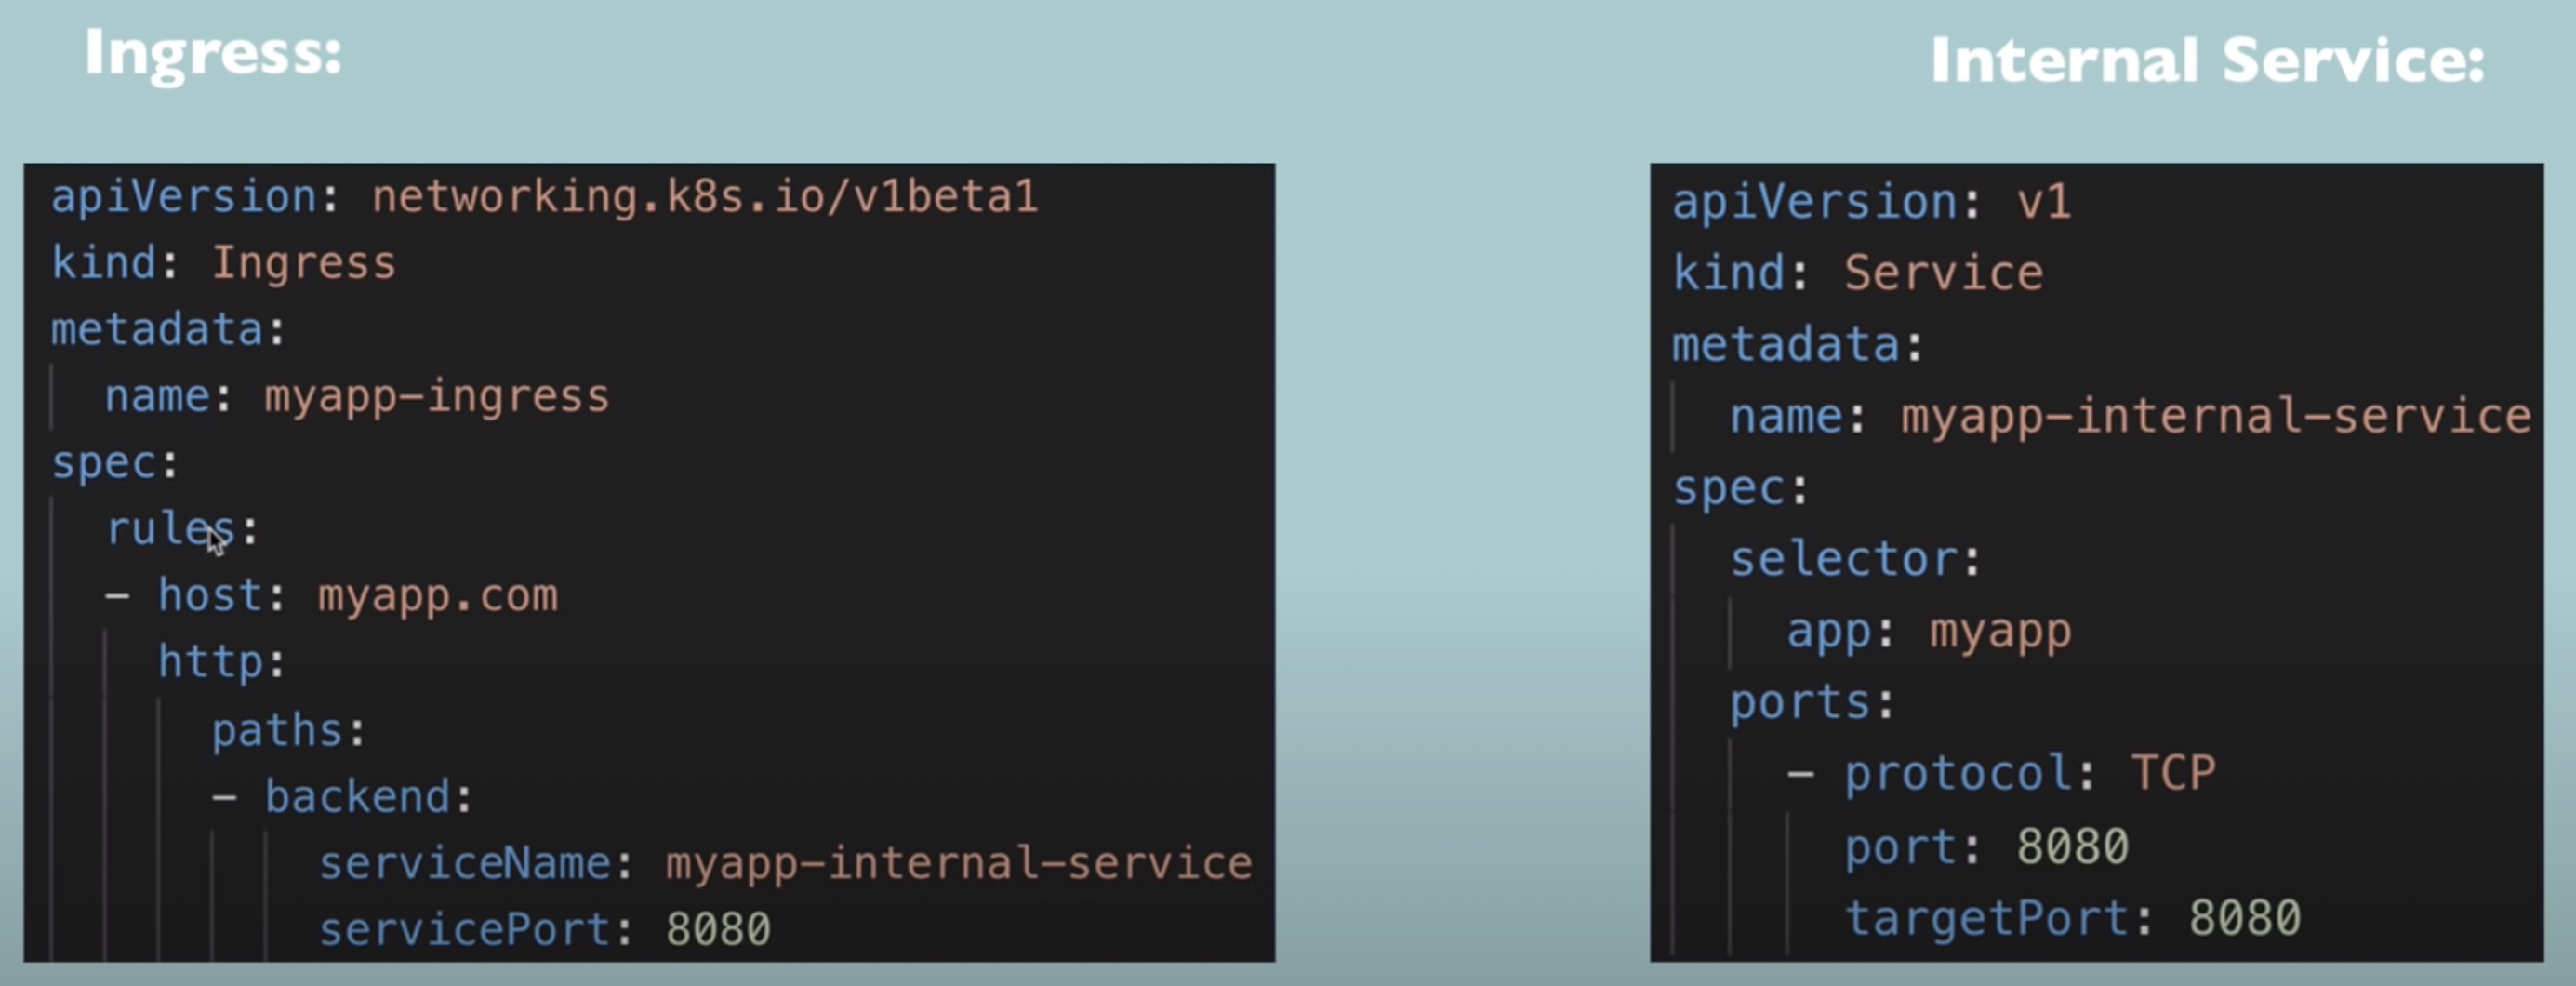 Ingress:
apiVersion: networking.k8s.io/v1beta1
kind: Ingress
metadata:
  name: myapp-ingress
spec:
  rules:
  - host: myapp.com
    http:
      paths:
      - backend:
          serviceName: myapp-internal-service
          servicePort: 8080
Internal Service:
apiVersion: v1
kind: Service
metadata:
  name: myapp-internal-service
spec:
  selector:
    app: myapp
  ports:
    - protocol: TCP
      port: 8080
      targetPort: 8080